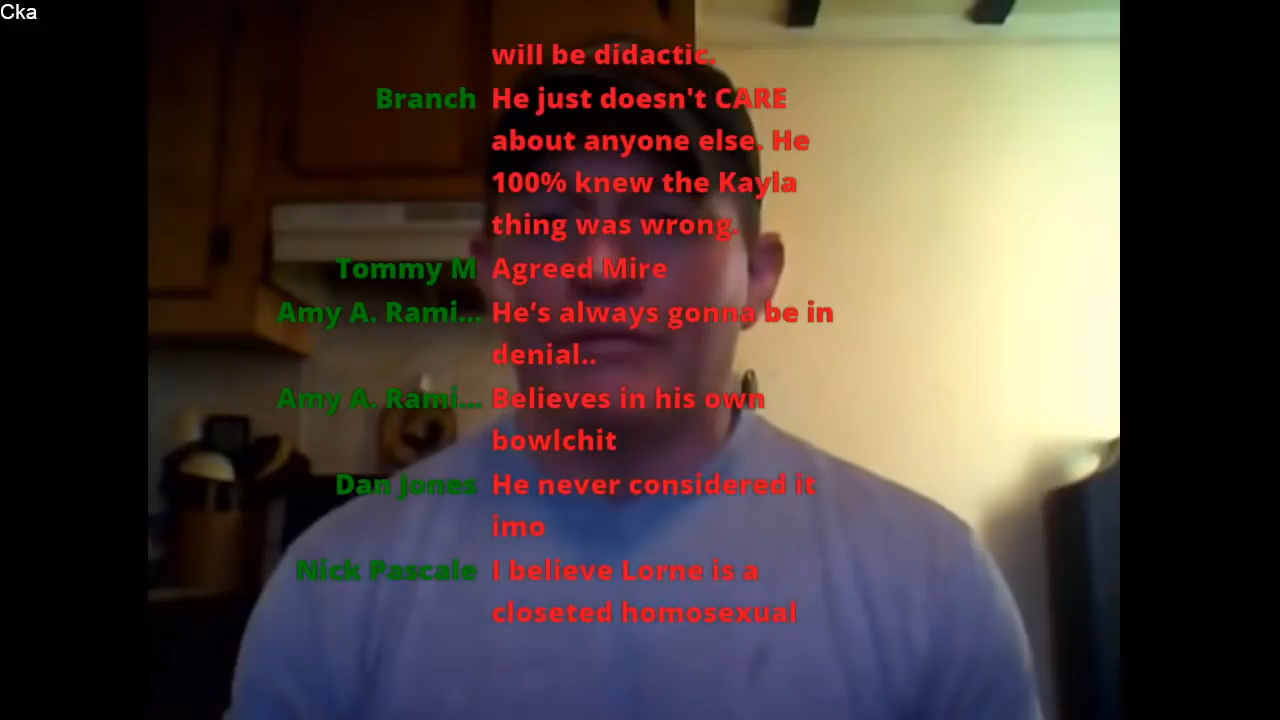 Cka
will be didactic.
Branch He just doesn't CARE
about anyone else. He
100% knew the Kayla
thing was wrong.
Tommy M Agreed Mire
Amy A. Rami... He's always gonna be in
denial..
Amy A. Rami... Believes in his own
bowlchit
Dan Jones He never considered it
imo
Nick Pascale I believe Lorne is a
closeted homosexual